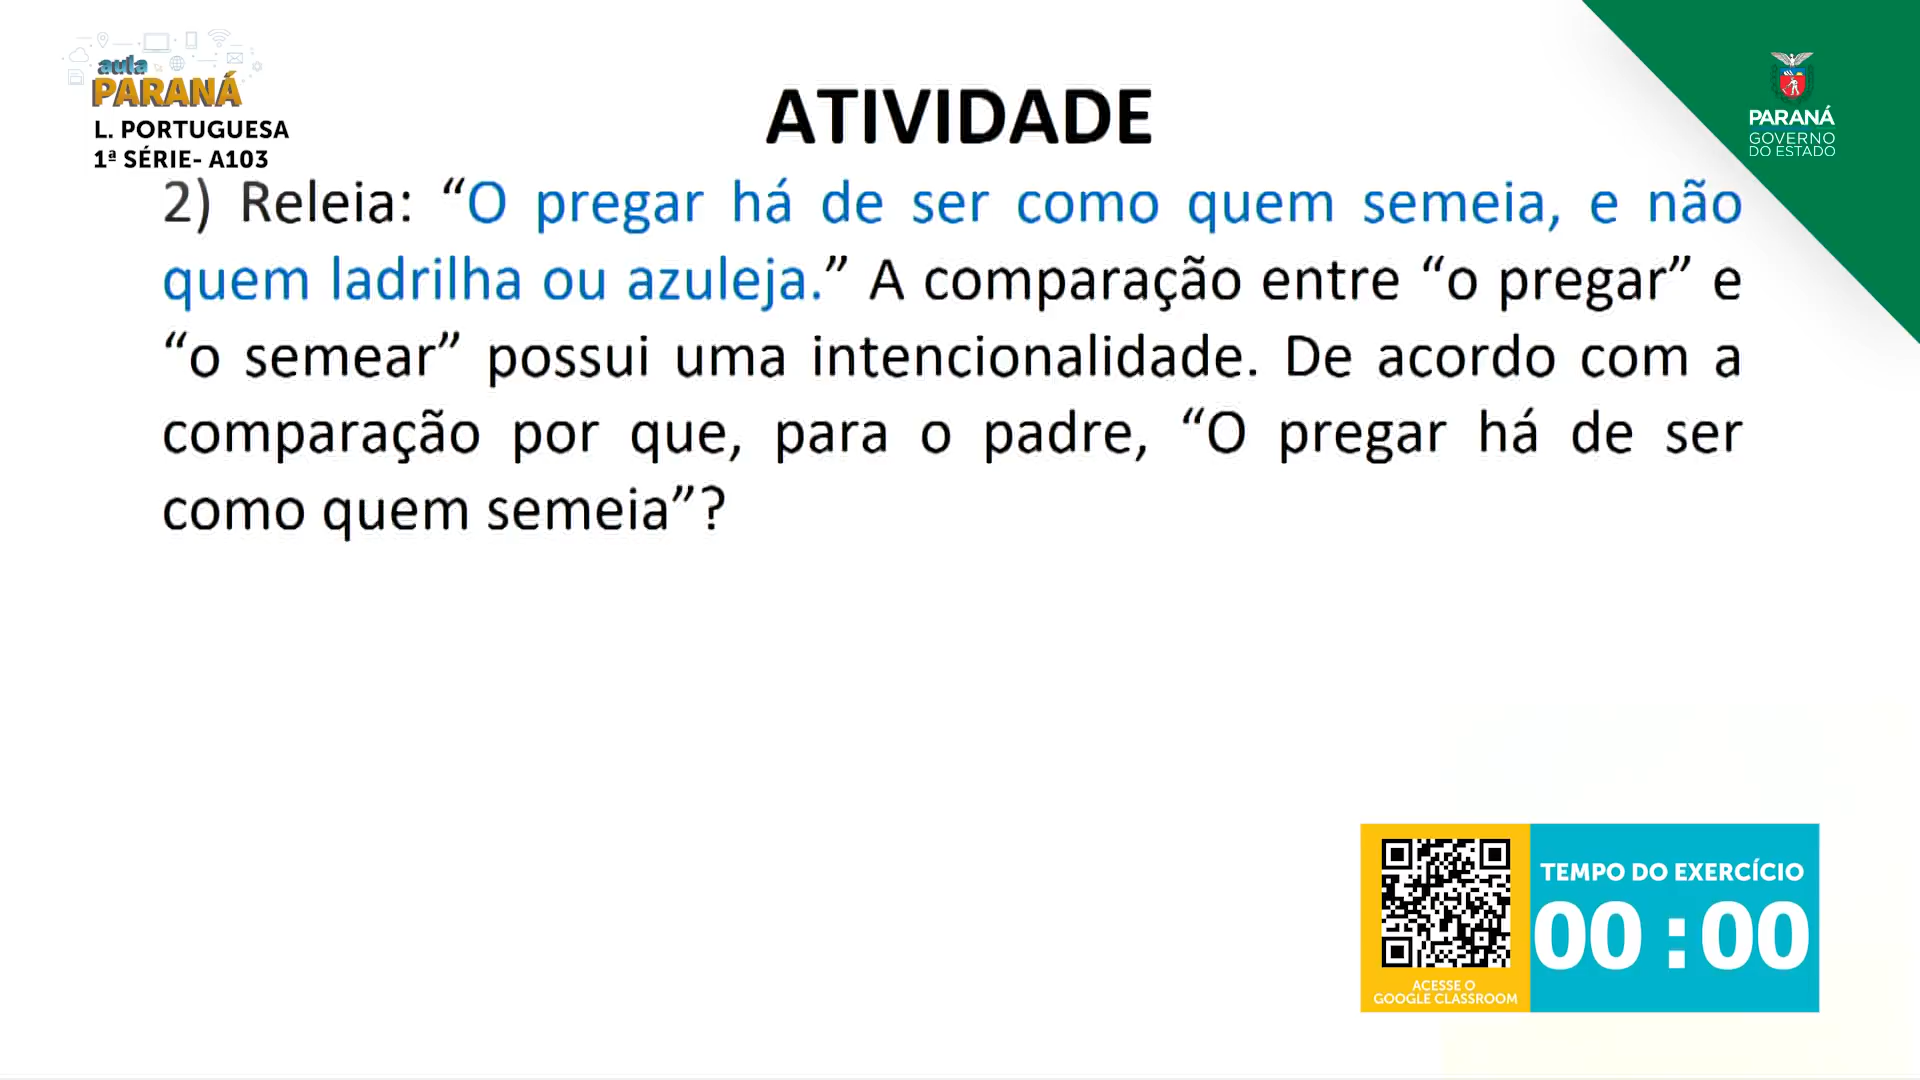 aula
PARANÁ
L. PORTUGUESA
1ª SÉRIE- A103
PARANÁ
GOVERNO
DO ESTADO
ATIVIDADE
2) Releia: “O pregar há de ser como quem semeia, e não
quem ladrilha ou azuleja.” A comparação entre “o pregar” e
“o semear” possui uma intencionalidade. De acordo com a
comparação por que, para o padre, “O pregar há de ser
como quem semeia”?
ACESSE O
GOOGLE CLASSROOM
TEMPO DO EXERCÍCIO
00:00